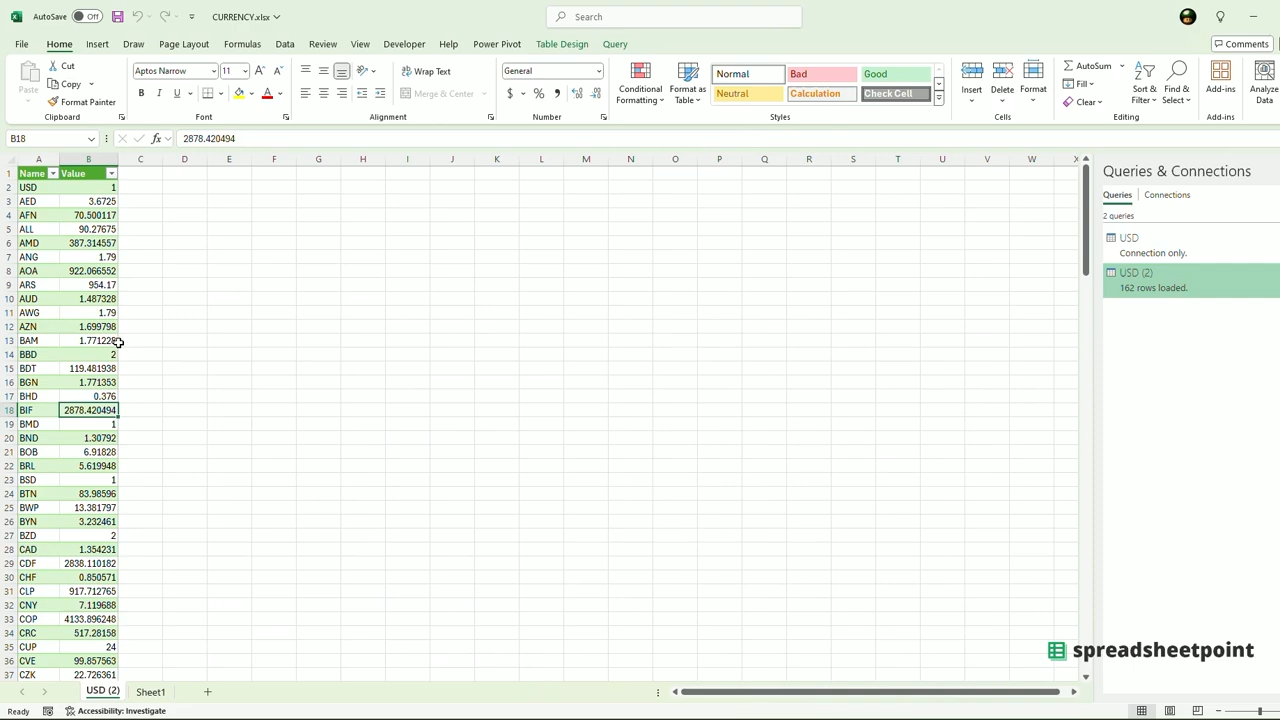 AutoSave Off CURRENCY.xlsx Search
File Home Insert Draw Page Layout Formulas Data Review View Developer Help Power Pivot Table Design Query Comments
Paste Cut Copy Format Painter Clipboard
Aptos Narrow 11 B I U A A Font
Wrap Text Merge & Center Alignment
General $ % Number
Conditional Formatting Format as Table Normal Bad Good Neutral Calculation Check Cell Styles
Insert Delete Format Cells
AutoSum Fill Clear Sort & Filter Find & Select Editing
Add-ins Add-ins
Analyze Data
B18 fx 2878.420494
A B C D E F G H I J K L M N O P Q R S T U V W X
1 Name Value
2 USD 1
3 AED 3.6725
4 AFN 70.500117
5 ALL 90.27675
6 AMD 387.314557
7 ANG 1.79
8 AOA 922.066552
9 ARS 954.17
10 AUD 1.487328
11 AWG 1.79
12 AZN 1.699798
13 BAM
14 BBD 2
15 BDT 119.481938
16 BGN 1.771353
17 BHD 0.376
18 BIF 2878.420494
19 BMD 1
20 BND 1.30792
21 BOB 6.91828
22 BRL 5.619948
23 BSD 1
24 BTN 83.98596
25 BWP 13.381797
26 BYN 3.232461
27 BZD 2
28 CAD 1.354231
29 CDF 2838.110182
30 CHF 0.850571
31 CLP 917.712765
32 CNY 7.119688
33 COP 4133.896248
34 CRC 517.28158
35 CUP 24
36 CVE 99.857563
37 CZK 22.726361
Queries & Connections
Queries Connections
2 queries
USD
Connection only.
USD (2)
162 rows loaded.
spreadsheetpoint
USD (2) Sheet1
Ready Accessibility: Investigate